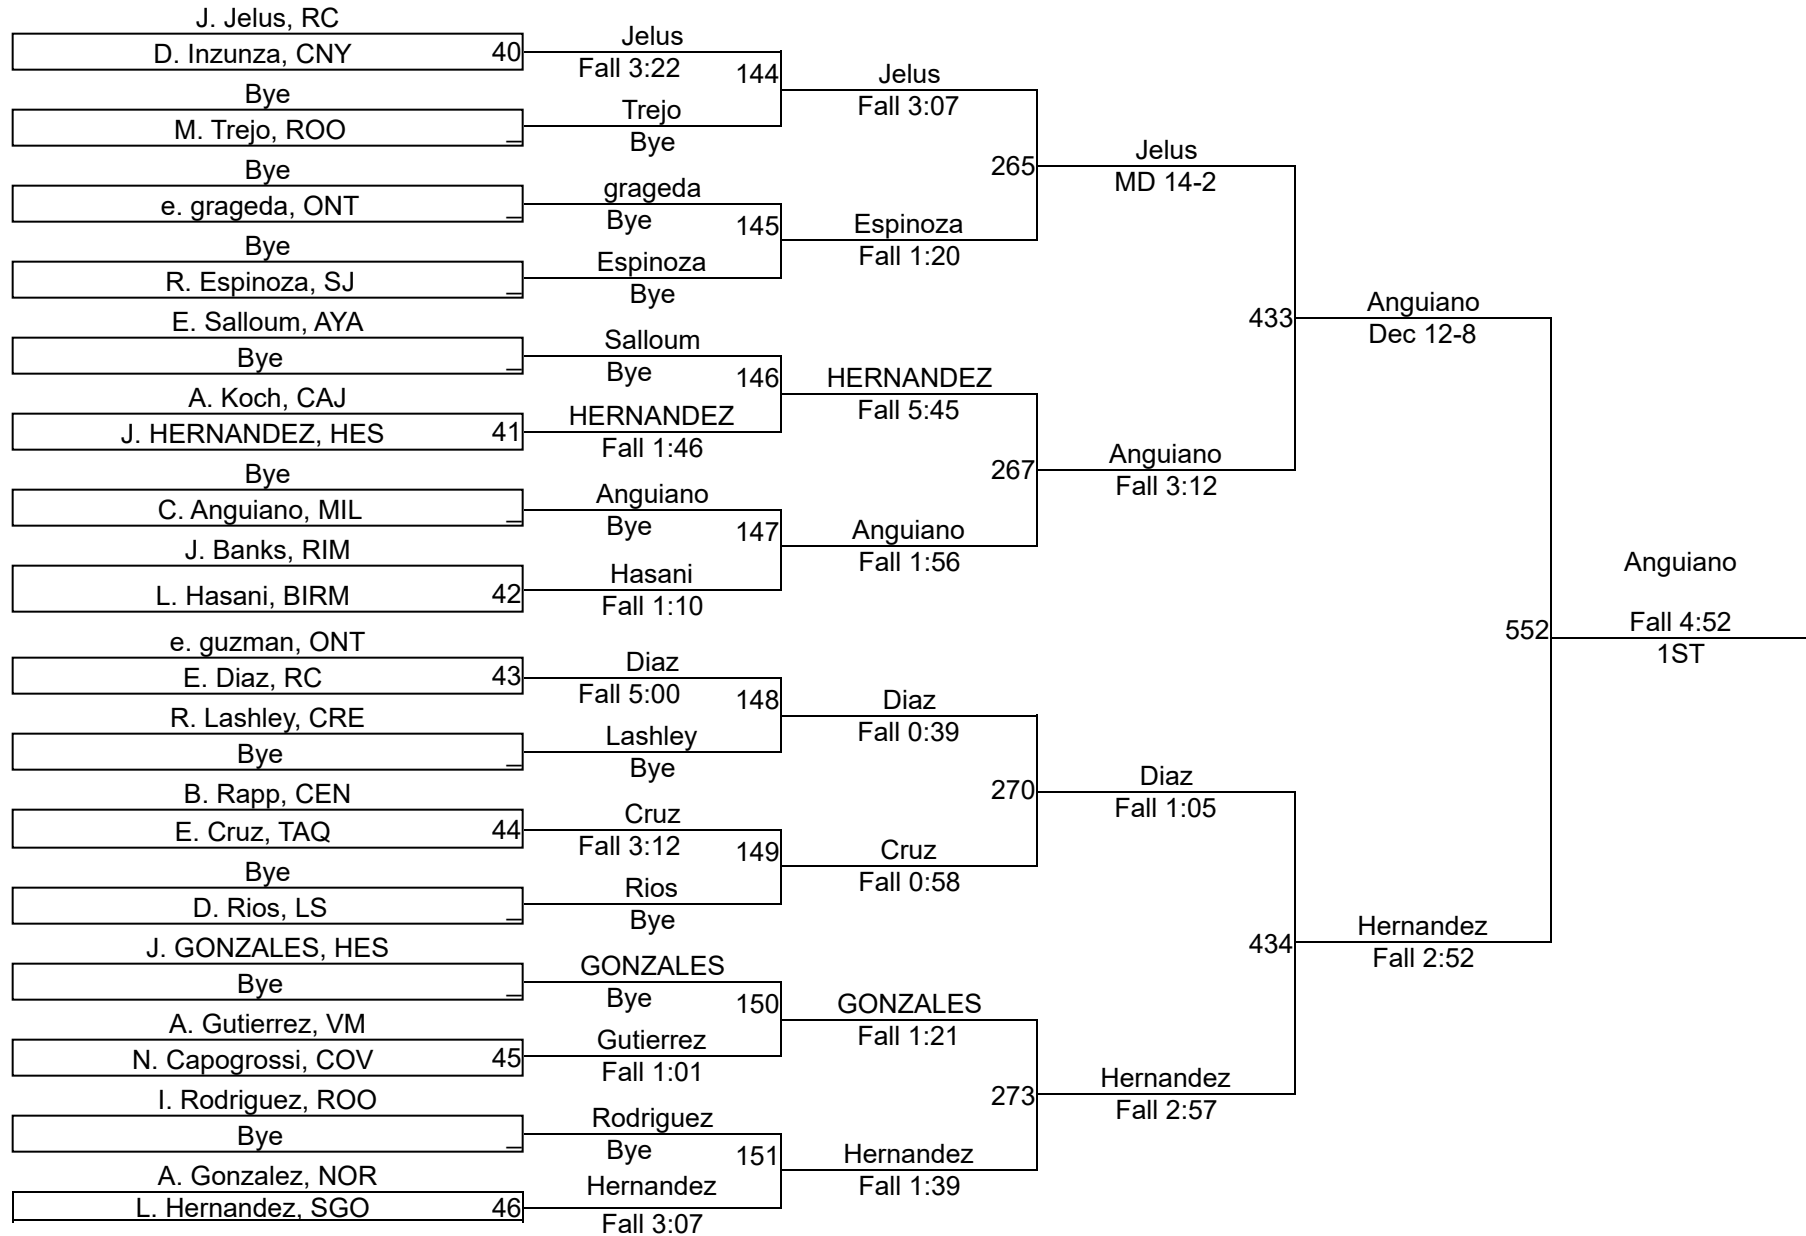 J. Jelus, RC
D. Inzunza, CNY 40
Bye
M. Trejo, ROO _
Bye
e. grageda, ONT _
Bye
R. Espinoza, SJ _
E. Salloum, AYA
Bye _
A. Koch, CAJ
J. HERNANDEZ, HES 41
Bye
C. Anguiano, MIL _
J. Banks, RIM
L. Hasani, BIRM 42
e. guzman, ONT
E. Diaz, RC 43
R. Lashley, CRE
Bye _
B. Rapp, CEN
E. Cruz, TAQ 44
Bye
D. Rios, LS _
J. GONZALES, HES
Bye _
A. Gutierrez, VM
N. Capogrossi, COV 45
I. Rodriguez, ROO
Bye _
A. Gonzalez, NOR
L. Hernandez, SGO 46
Jelus
Fall 3:22 144
Trejo
Bye
grageda
Bye 145
Espinoza
Bye
Salloum
Bye 146
HERNANDEZ
Fall 1:46
Anguiano
Bye 147
Hasani
Fall 1:10
Diaz
Fall 5:00 148
Lashley
Bye
Cruz
Fall 3:12 149
Rios
Bye
GONZALES
Bye 150
Gutierrez
Fall 1:01
Rodriguez
Bye 151
Hernandez
Fall 3:07
Jelus
Fall 3:07
265
Espinoza
Fall 1:20
HERNANDEZ
Fall 5:45
267
Anguiano
Fall 1:56
Diaz
Fall 0:39
270
Cruz
Fall 0:58
GONZALES
Fall 1:21
273
Hernandez
Fall 1:39
Jelus
MD 14-2
433
Anguiano
Fall 3:12
Diaz
Fall 1:05
434
Hernandez
Fall 2:57
Anguiano
Dec 12-8
552
Hernandez
Fall 2:52
Anguiano
Fall 4:52
1ST